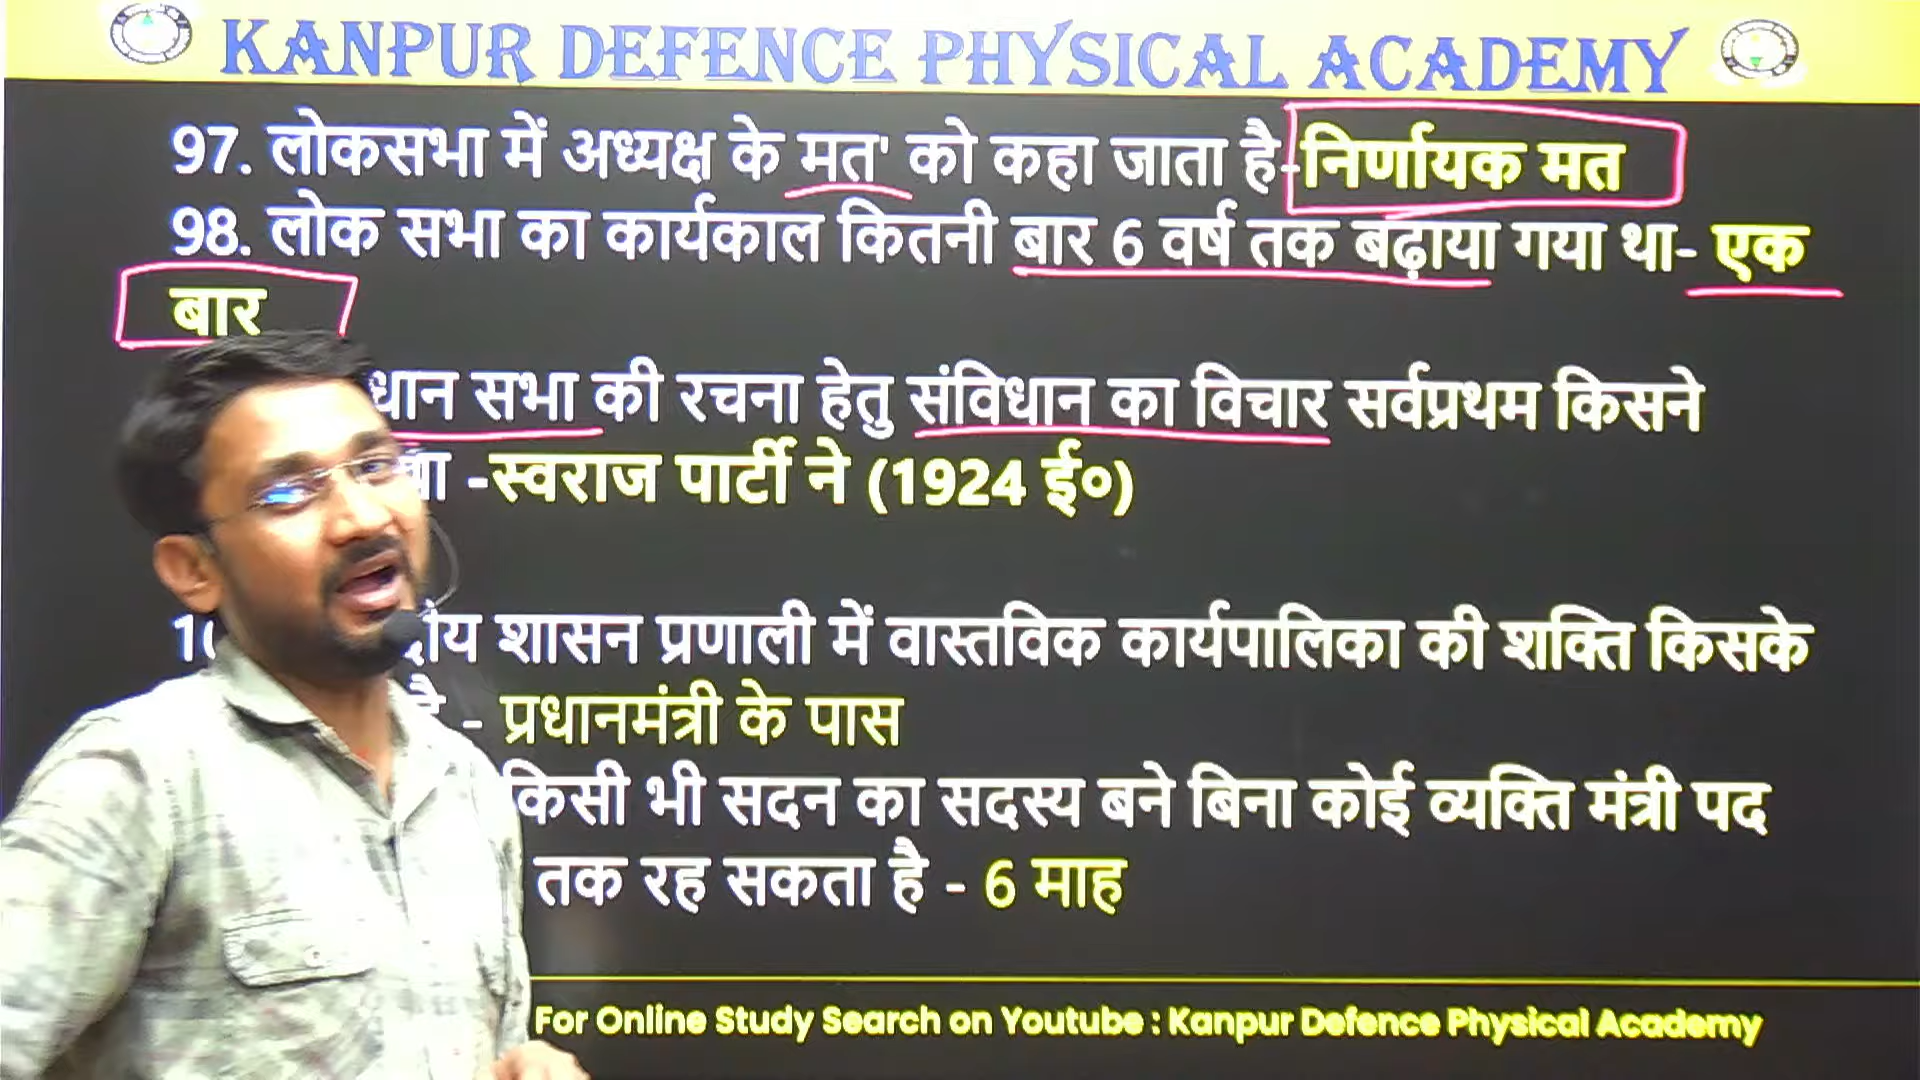 KANPUR DEFENCE PHYSICAL ACADEMY
97. लोकसभा में अध्यक्ष के मत' को कहा जाता है-निर्णायक मत
98. लोक सभा का कार्यकाल कितनी बार 6 वर्ष तक बढ़ाया गया था- एक
बार
सभा की रचना हेतु संविधान का विचार सर्वप्रथम किसने
-स्वराज पार्टी ने (1924 ई०)
शासन प्रणाली में वास्तविक कार्यपालिका की शक्ति किसके
है - प्रधानमंत्री के पास
किसी भी सदन का सदस्य बने बिना कोई व्यक्ति मंत्री पद
तक रह सकता है - 6 माह
For Online Study Search on Youtube : Kanpur Defence Physical Academy